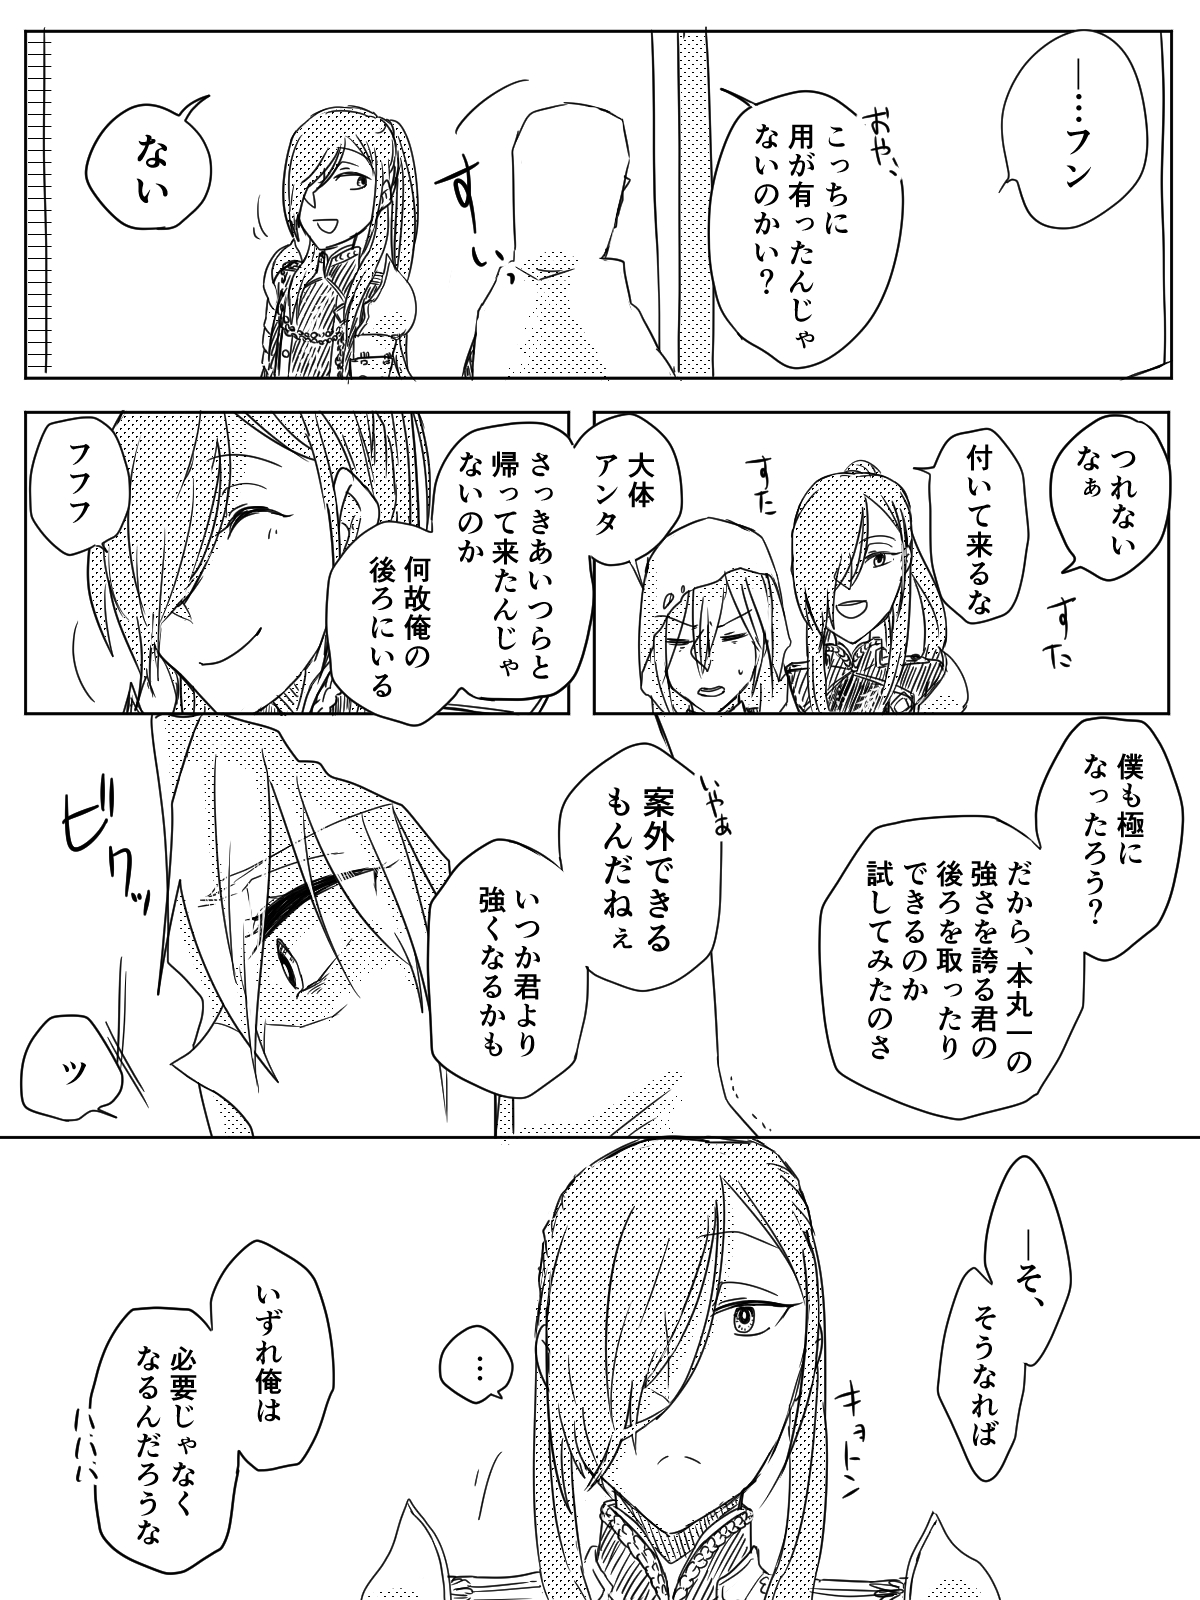 ―…フン
おや、
こっちに
用が有ったんじゃ
ないのかい？
すいっ
ない
つれない
なぁ
付いて来るな
すた
すた
大体
アンタ
さっきあいつらと
帰って来たんじゃ
ないのか
何故俺の
後ろにいる
フフフ
僕も極に
なったろう？
だから、本丸一の
強さを誇る君の
後ろを取ったり
できるのか
試してみたのさ
いやぁ
案外できる
もんだねぇ
いつか君より
強くなるかも
ビクッ
ッ
―そ、
そうなれば
キョトン
…
いずれ俺は
必要じゃなく
なるんだろうな
ハハハ